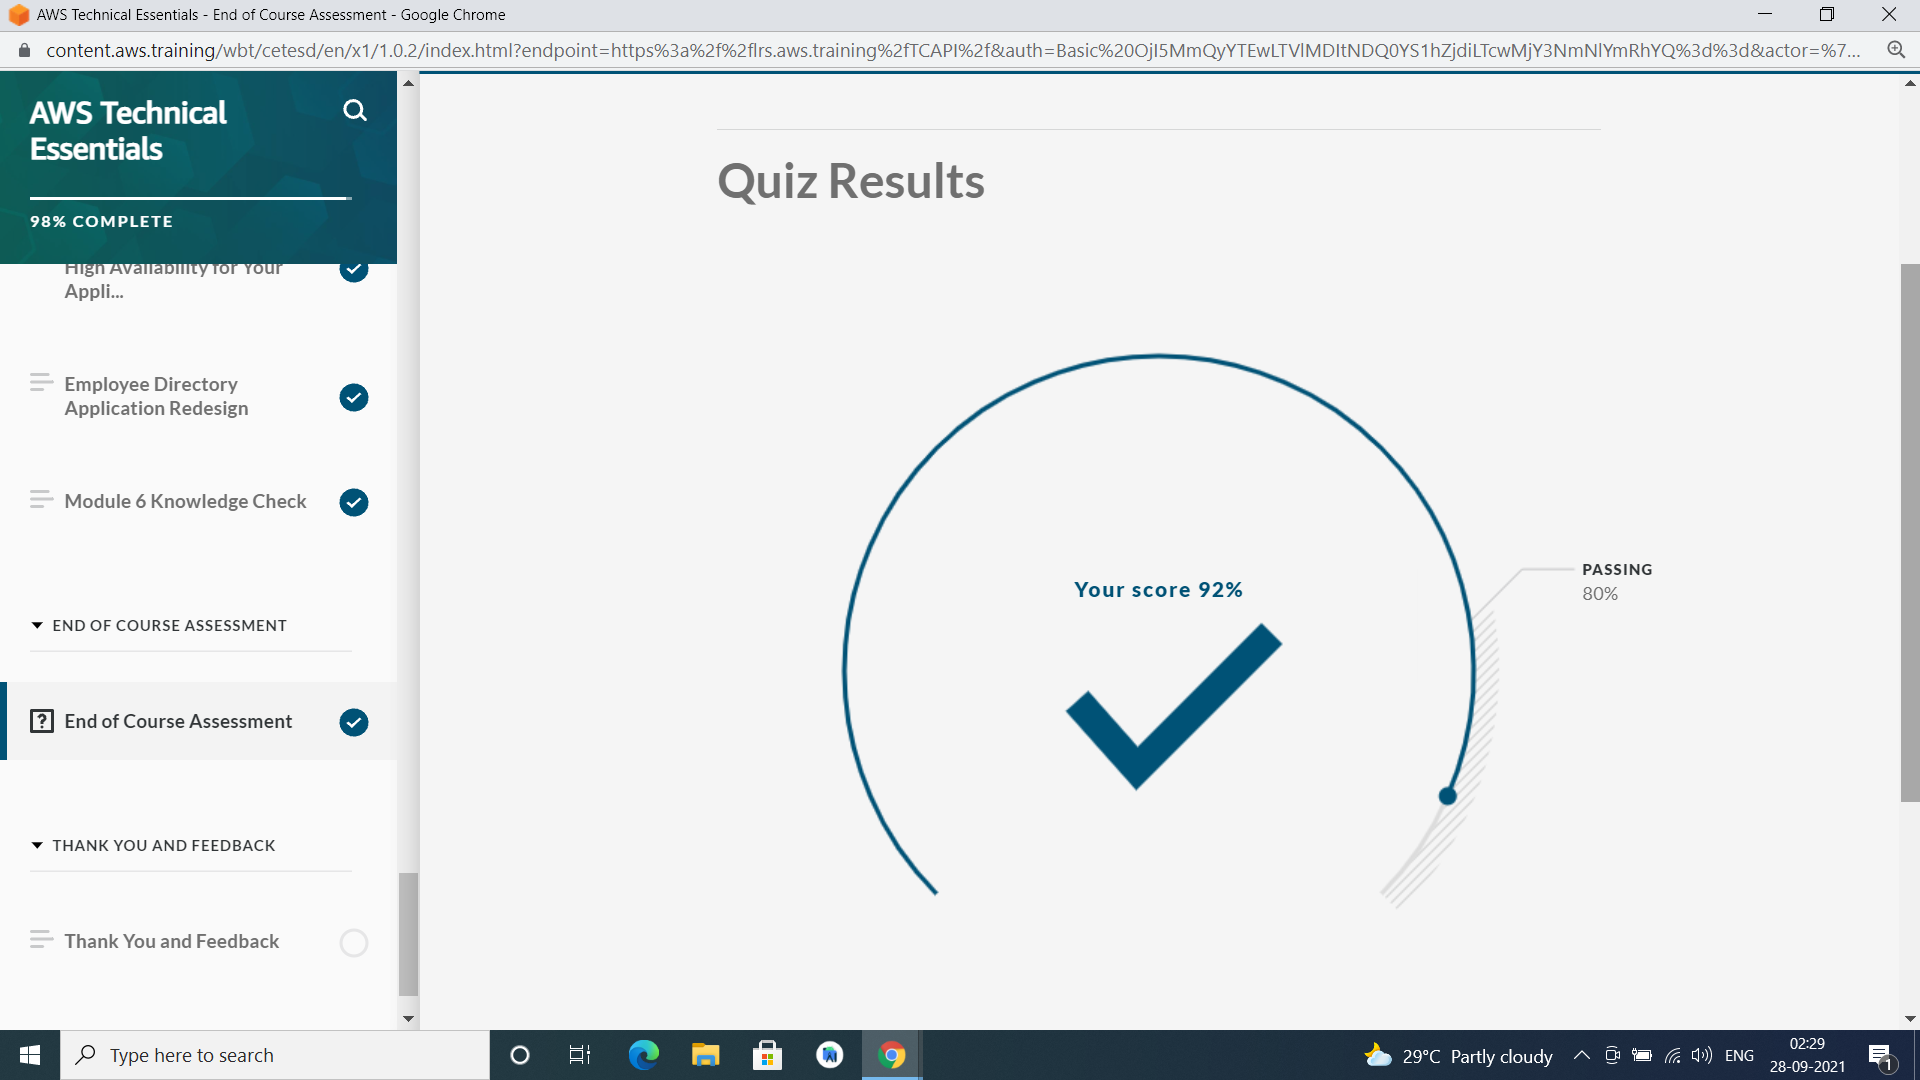 AWS Technical Essentials - End of Course Assessment - Google Chrome
content.aws.training/wbt/cetesd/en/x1/1.0.2/index.html?endpoint=https%3a%2f%2flrs.aws.training%2fTCAPI%2f&auth=Basic%20OjI5MmQyYTEwLTVlMDItNDQ0YS1hZjdiLTcwMjY3NmNlYmRhYQ%3d%3d&actor=%7...
AWS Technical
Essentials
98% COMPLETE
High Availability for Your
Appli...
Employee Directory
Application Redesign
Module 6 Knowledge Check
END OF COURSE ASSESSMENT
End of Course Assessment
THANK YOU AND FEEDBACK
Thank You and Feedback
Quiz Results
Your score 92%
PASSING
80%
Type here to search
29°C Partly cloudy
ENG
02:29
28-09-2021
1